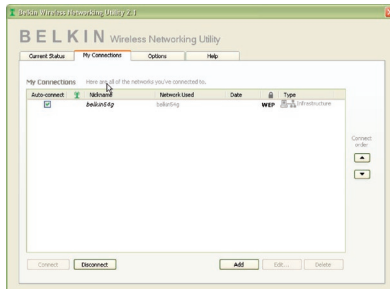 Belkin Wireless Networking Utility 2.1
BELKIN Wireless Networking Utility
Current Status My Connections Options Help
My Connections Here are all of the networks you've connected to.
Auto-connect Nickname Network Used Date Type
belkin54g belkin54g WEP Infrastructure
Connect
order
Connect Disconnect Add Edit... Delete